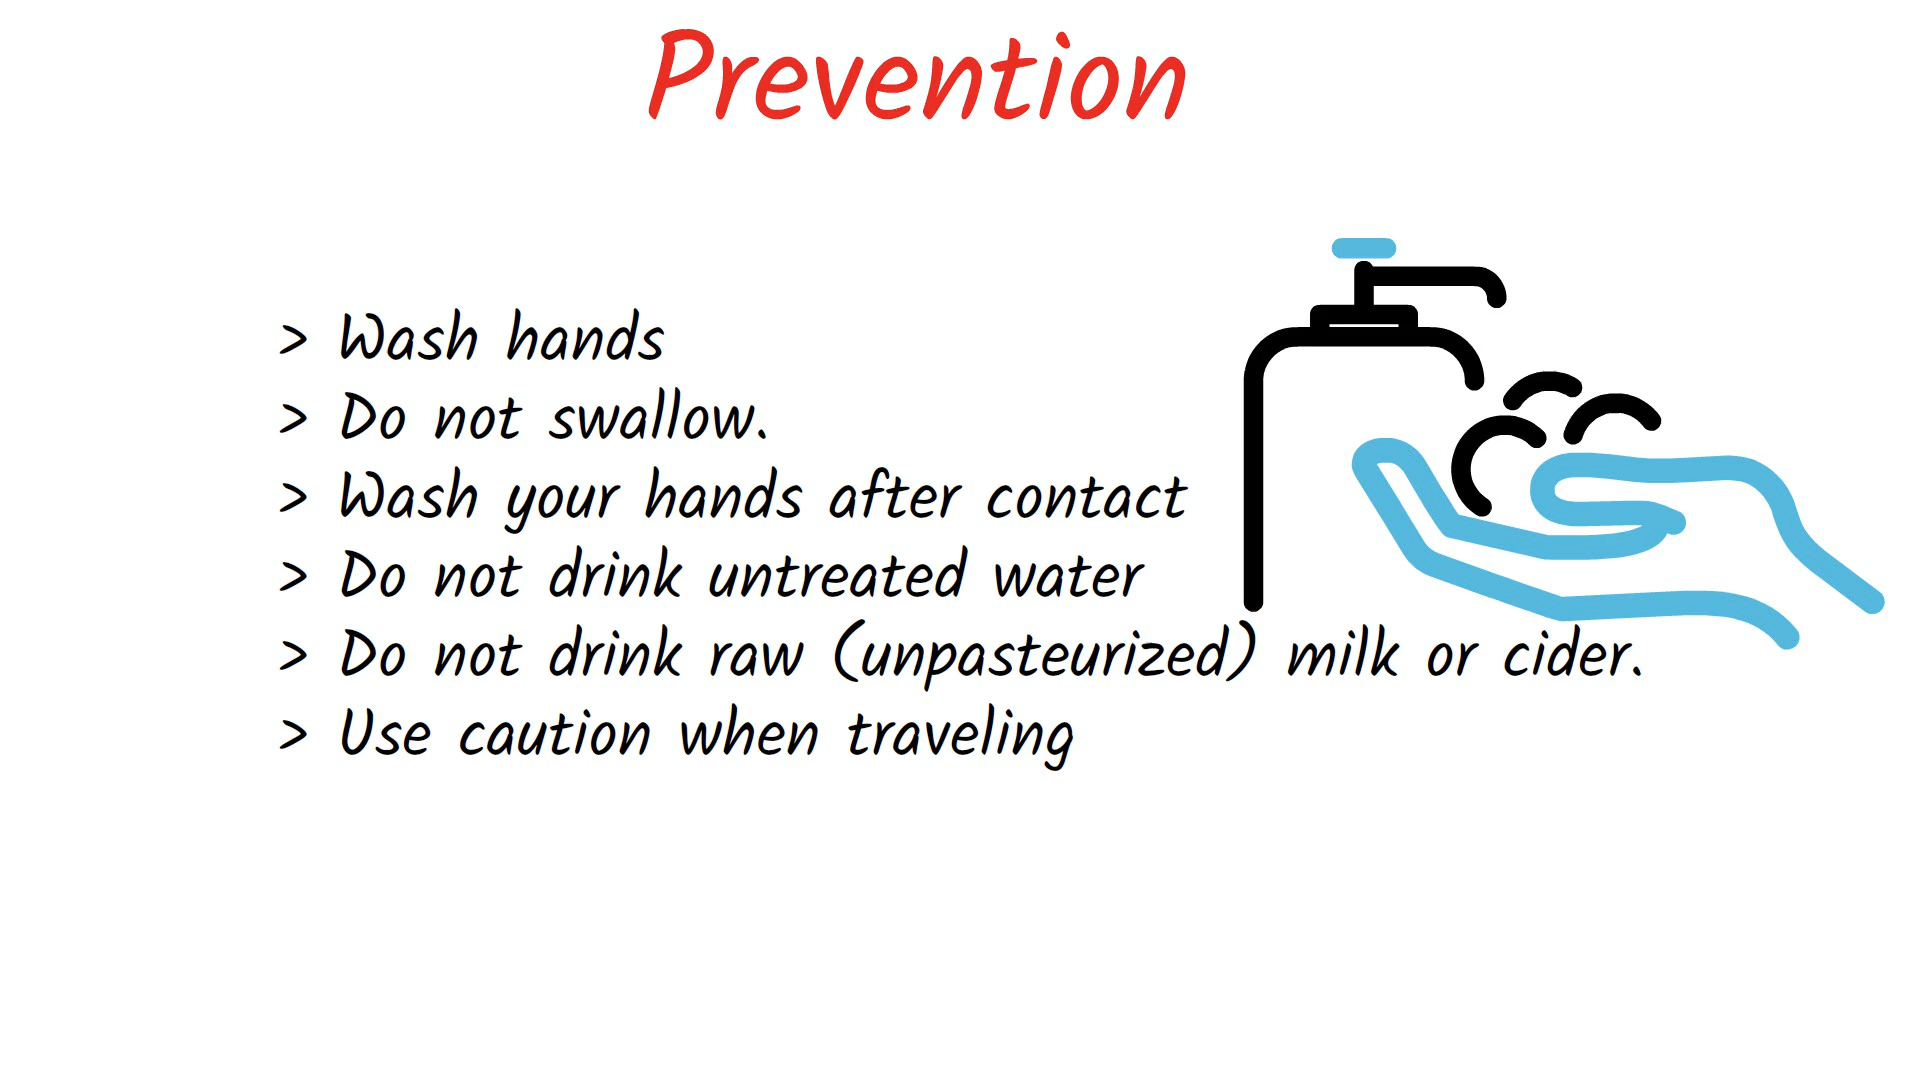 Prevention
> Wash hands
> Do not swallow.
> Wash your hands after contact
> Do not drink untreated water
> Do not drink raw (unpasteurized) milk or cider.
> Use caution when traveling